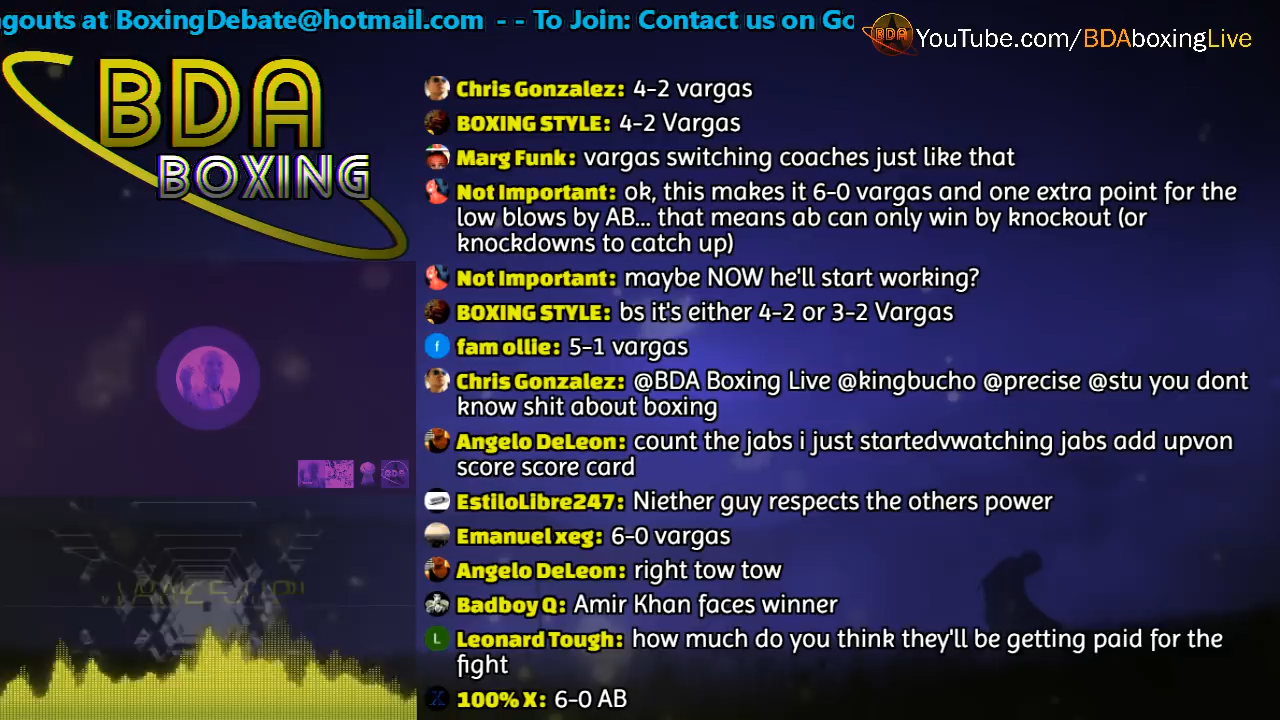 gouts at BoxingDebate@hotmail.com - - To Join: Contact us on Go
BDA
YouTube.com/BDAboxingLive
BDA
BOXING
Chris Gonzalez: 4-2 vargas
BOXING STYLE: 4-2 Vargas
Marg Funk: vargas switching coaches just like that
Not Important: ok, this makes it 6-0 vargas and one extra point for the
low blows by AB... that means ab can only win by knockout (or
knockdowns to catch up)
Not Important: maybe NOW he'll start working?
BOXING STYLE: bs it's either 4-2 or 3-2 Vargas
f
fam ollie: 5-1 vargas
Chris Gonzalez: @BDA Boxing Live @kingbucho @precise @stu you dont
know shit about boxing
Angelo DeLeon: count the jabs i just startedvwatching jabs add upvon
score score card
EstiloLibre247: Niether guy respects the others power
Emanuel xeg: 6-0 vargas
Angelo DeLeon: right tow tow
Badboy Q: Amir Khan faces winner
L
Leonard Tough: how much do you think they'll be getting paid for the
fight
X
100% X: 6-0 AB
BDA